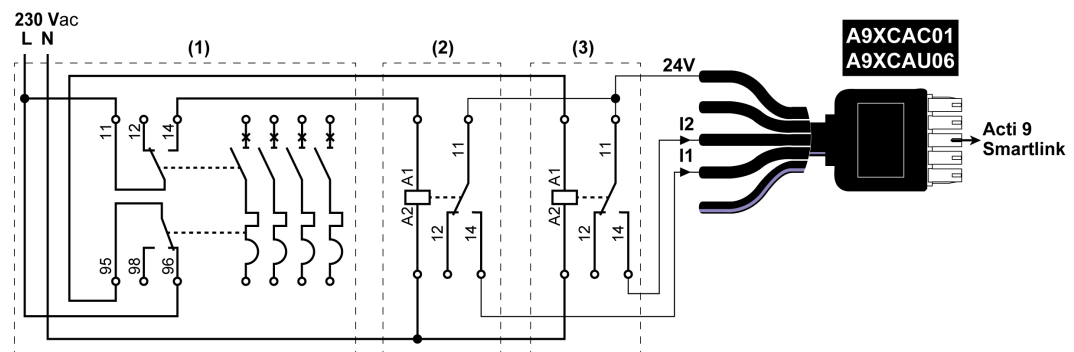 230 Vac
L N
(1)
(2)
(3)
24V
I2
I1
A9XCAC01
A9XCAU06
Acti 9
Smartlink
11
12
14
95
98
96
A1
A2
11
12
14
A1
A2
11
12
14